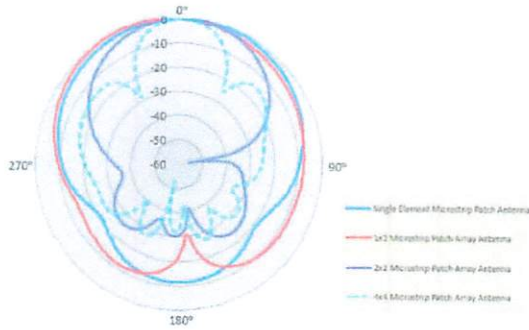 0°
0
-10
-20
-30
-40
-50
-60
270°
90°
180°
Single Element Microstrip Patch Antenna
1x2 Microstrip Patch Array Antenna
2x2 Microstrip Patch Array Antenna
4x4 Microstrip Patch Array Antenna